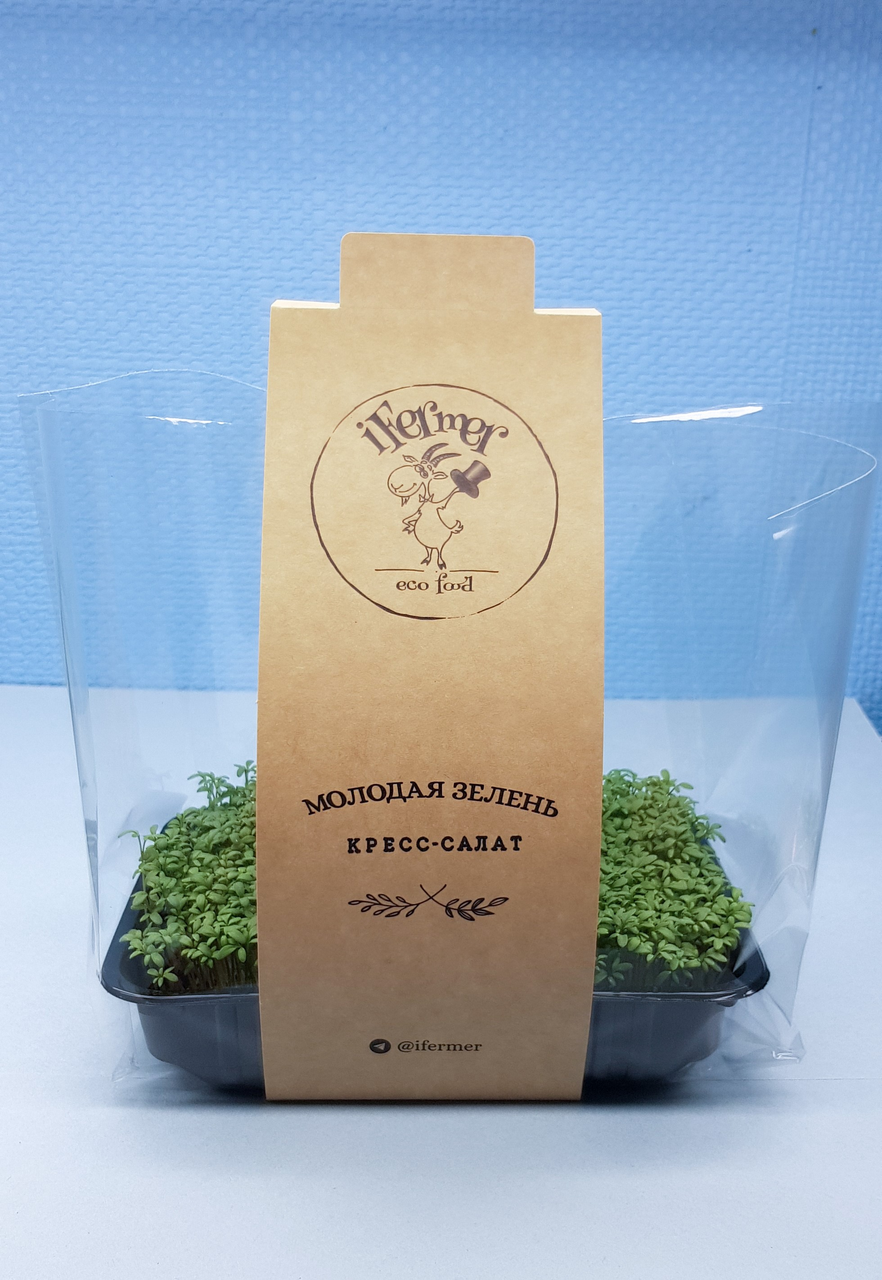 iFermer
eco food
МОЛОДАЯ ЗЕЛЕНЬ
КРЕСС-САЛАТ
@ifermer